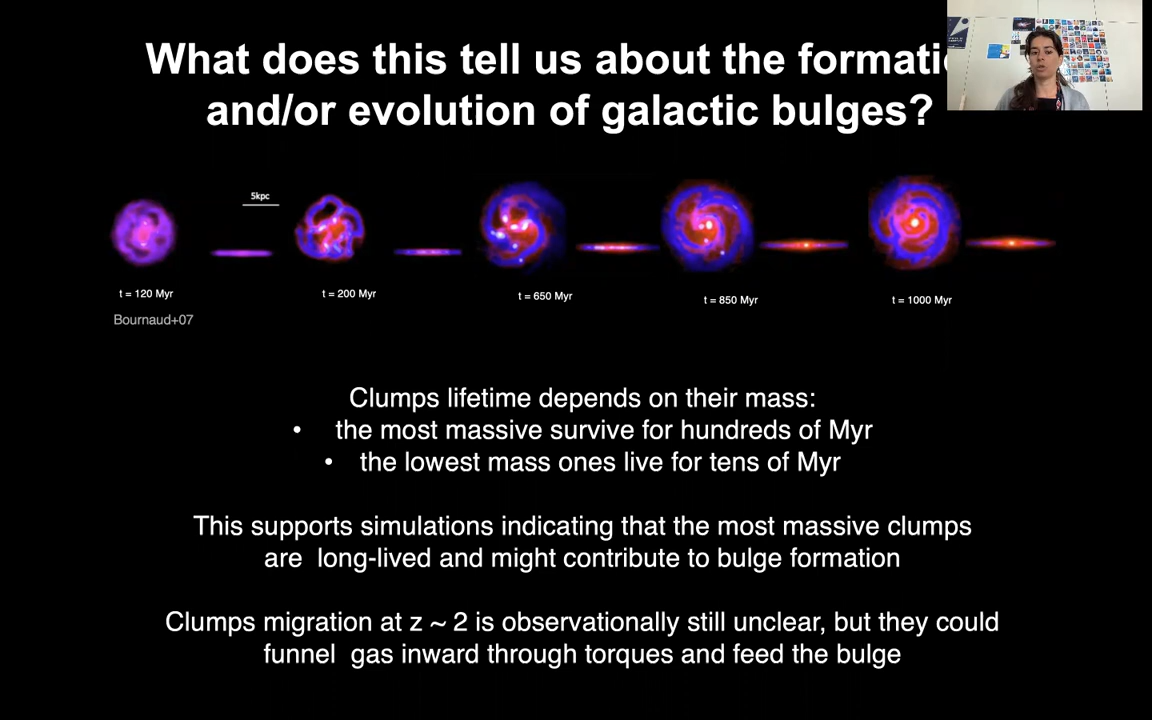 What does this tell us about the
and/or evolution of galactic bulges?
5kpc
t = 120 Myr
t = 200 Myr
t = 650 Myr
t = 850 Myr
t = 1000 Myr
Bournaud+07
Clumps lifetime depends on their mass:
• the most massive survive for hundreds of Myr
• the lowest mass ones live for tens of Myr
This supports simulations indicating that the most massive clumps
are long-lived and might contribute to bulge formation
Clumps migration at z ~ 2 is observationally still unclear, but they could
funnel gas inward through torques and feed the bulge